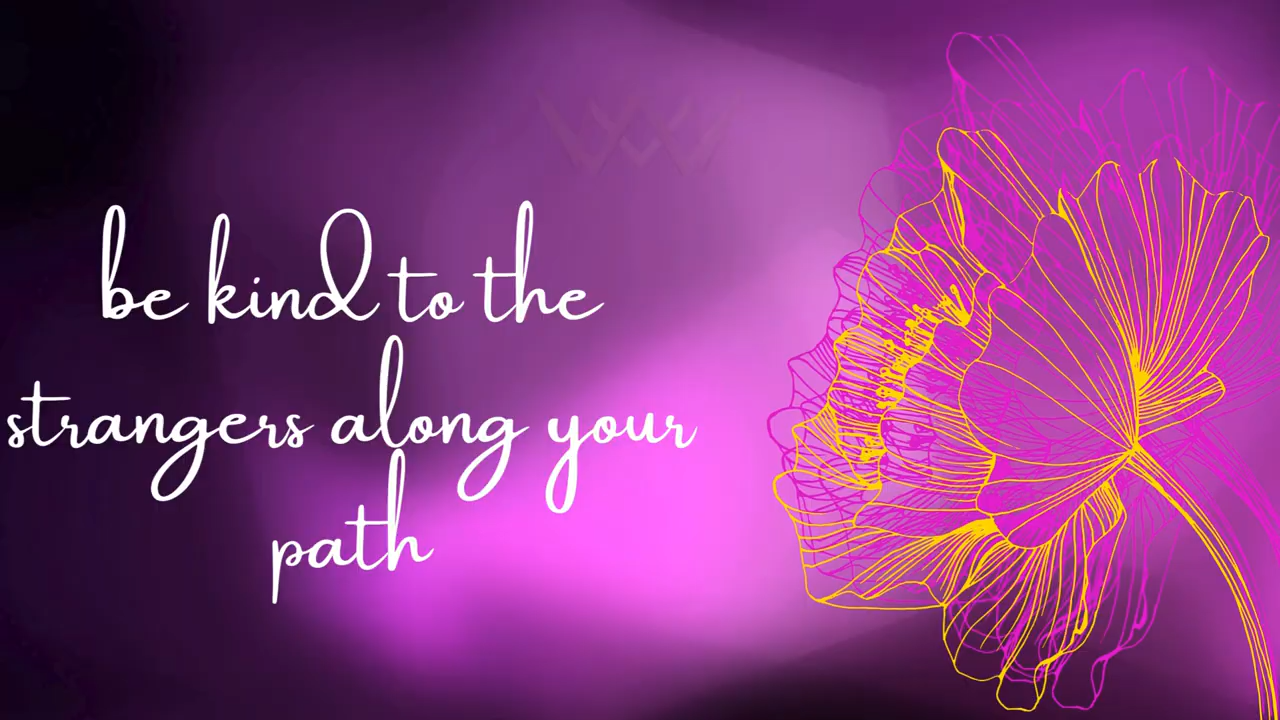 be kind to the
strangers along your
path